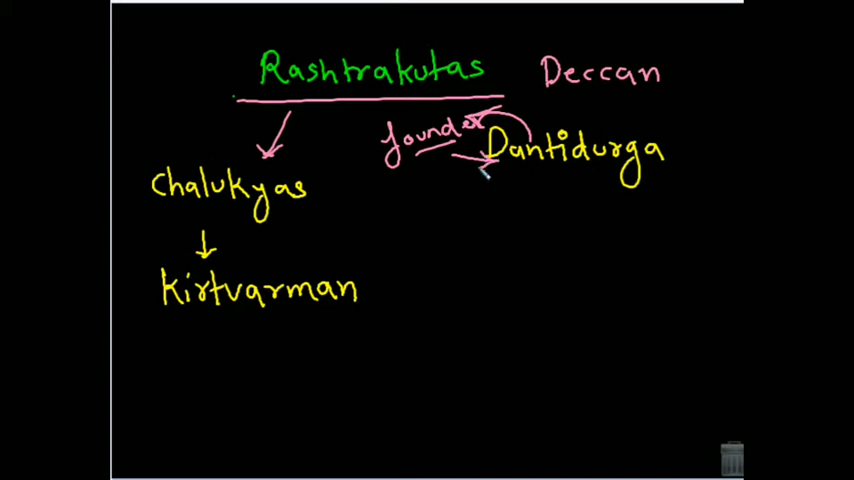 Rashtrakutas Deccan
founder Dantidurga
Chalukyas
Kirtvarman